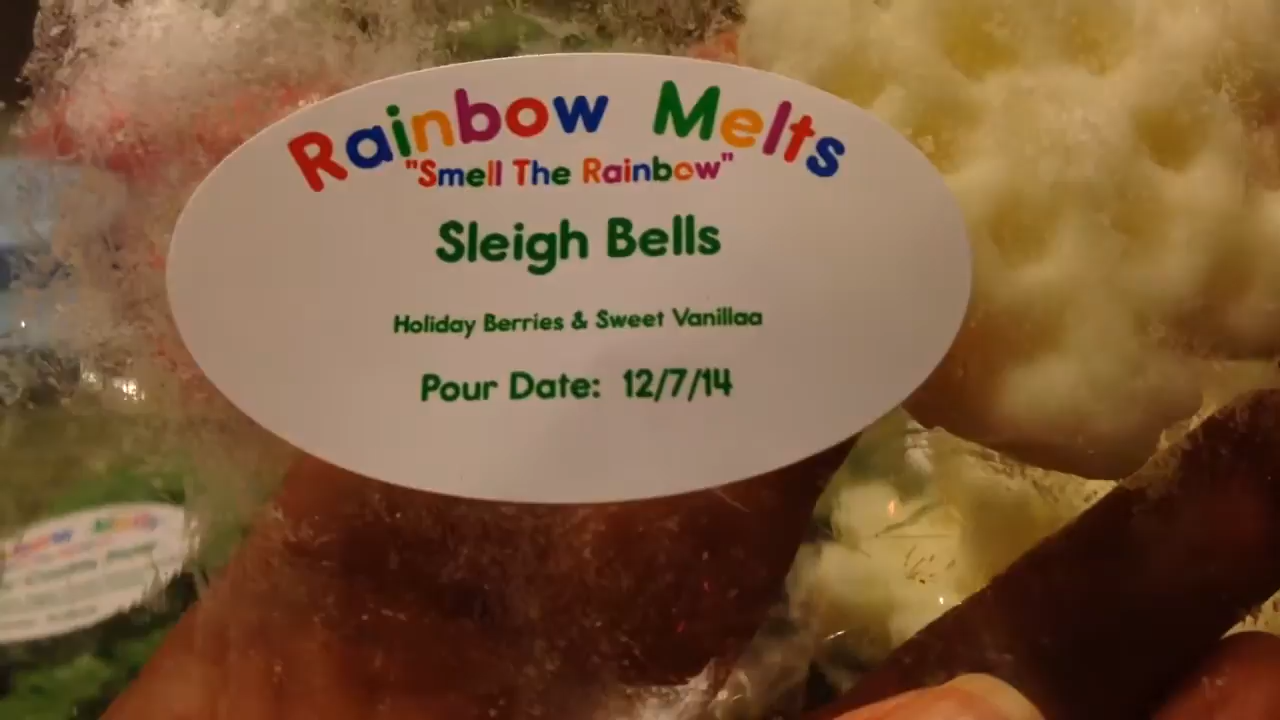 Rainbow Melts
"Smell The Rainbow"
Sleigh Bells
Holiday Berries & Sweet Vanillaa
Pour Date: 12/7/14